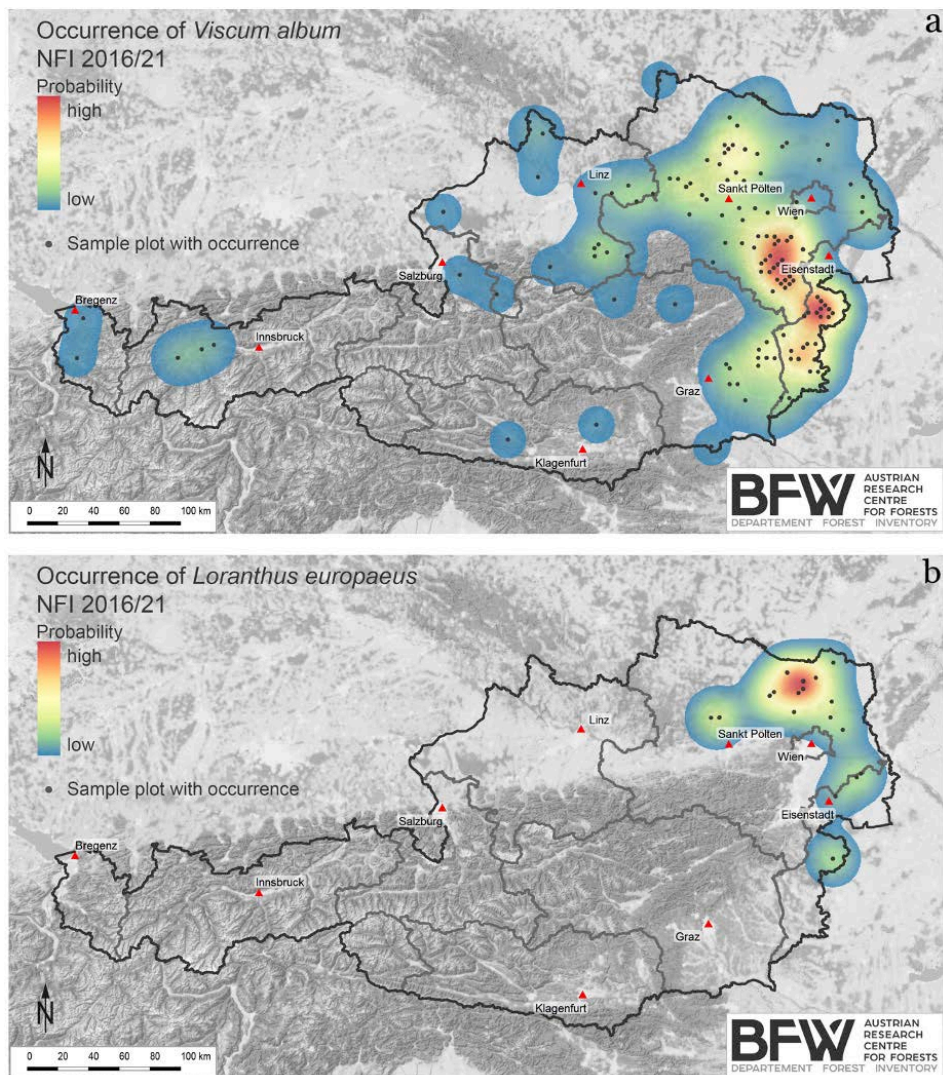 a
Occurrence of Viscum album
NFI 2016/21
Probability
high
low
Sample plot with occurrence
Linz
Sankt Pölten
Wien
Eisenstadt
Salzburg
Bregenz
Innsbruck
Graz
Klagenfurt
N
0 20 40 60 80 100 km
BFW
AUSTRIAN
RESEARCH
CENTRE
FOR FORESTS
DEPARTEMENT FOREST INVENTORY
b
Occurrence of Loranthus europaeus
NFI 2016/21
Probability
high
low
Sample plot with occurrence
Linz
Sankt Pölten
Wien
Eisenstadt
Salzburg
Bregenz
Innsbruck
Graz
Klagenfurt
N
0 20 40 60 80 100 km
BFW
AUSTRIAN
RESEARCH
CENTRE
FOR FORESTS
DEPARTEMENT FOREST INVENTORY